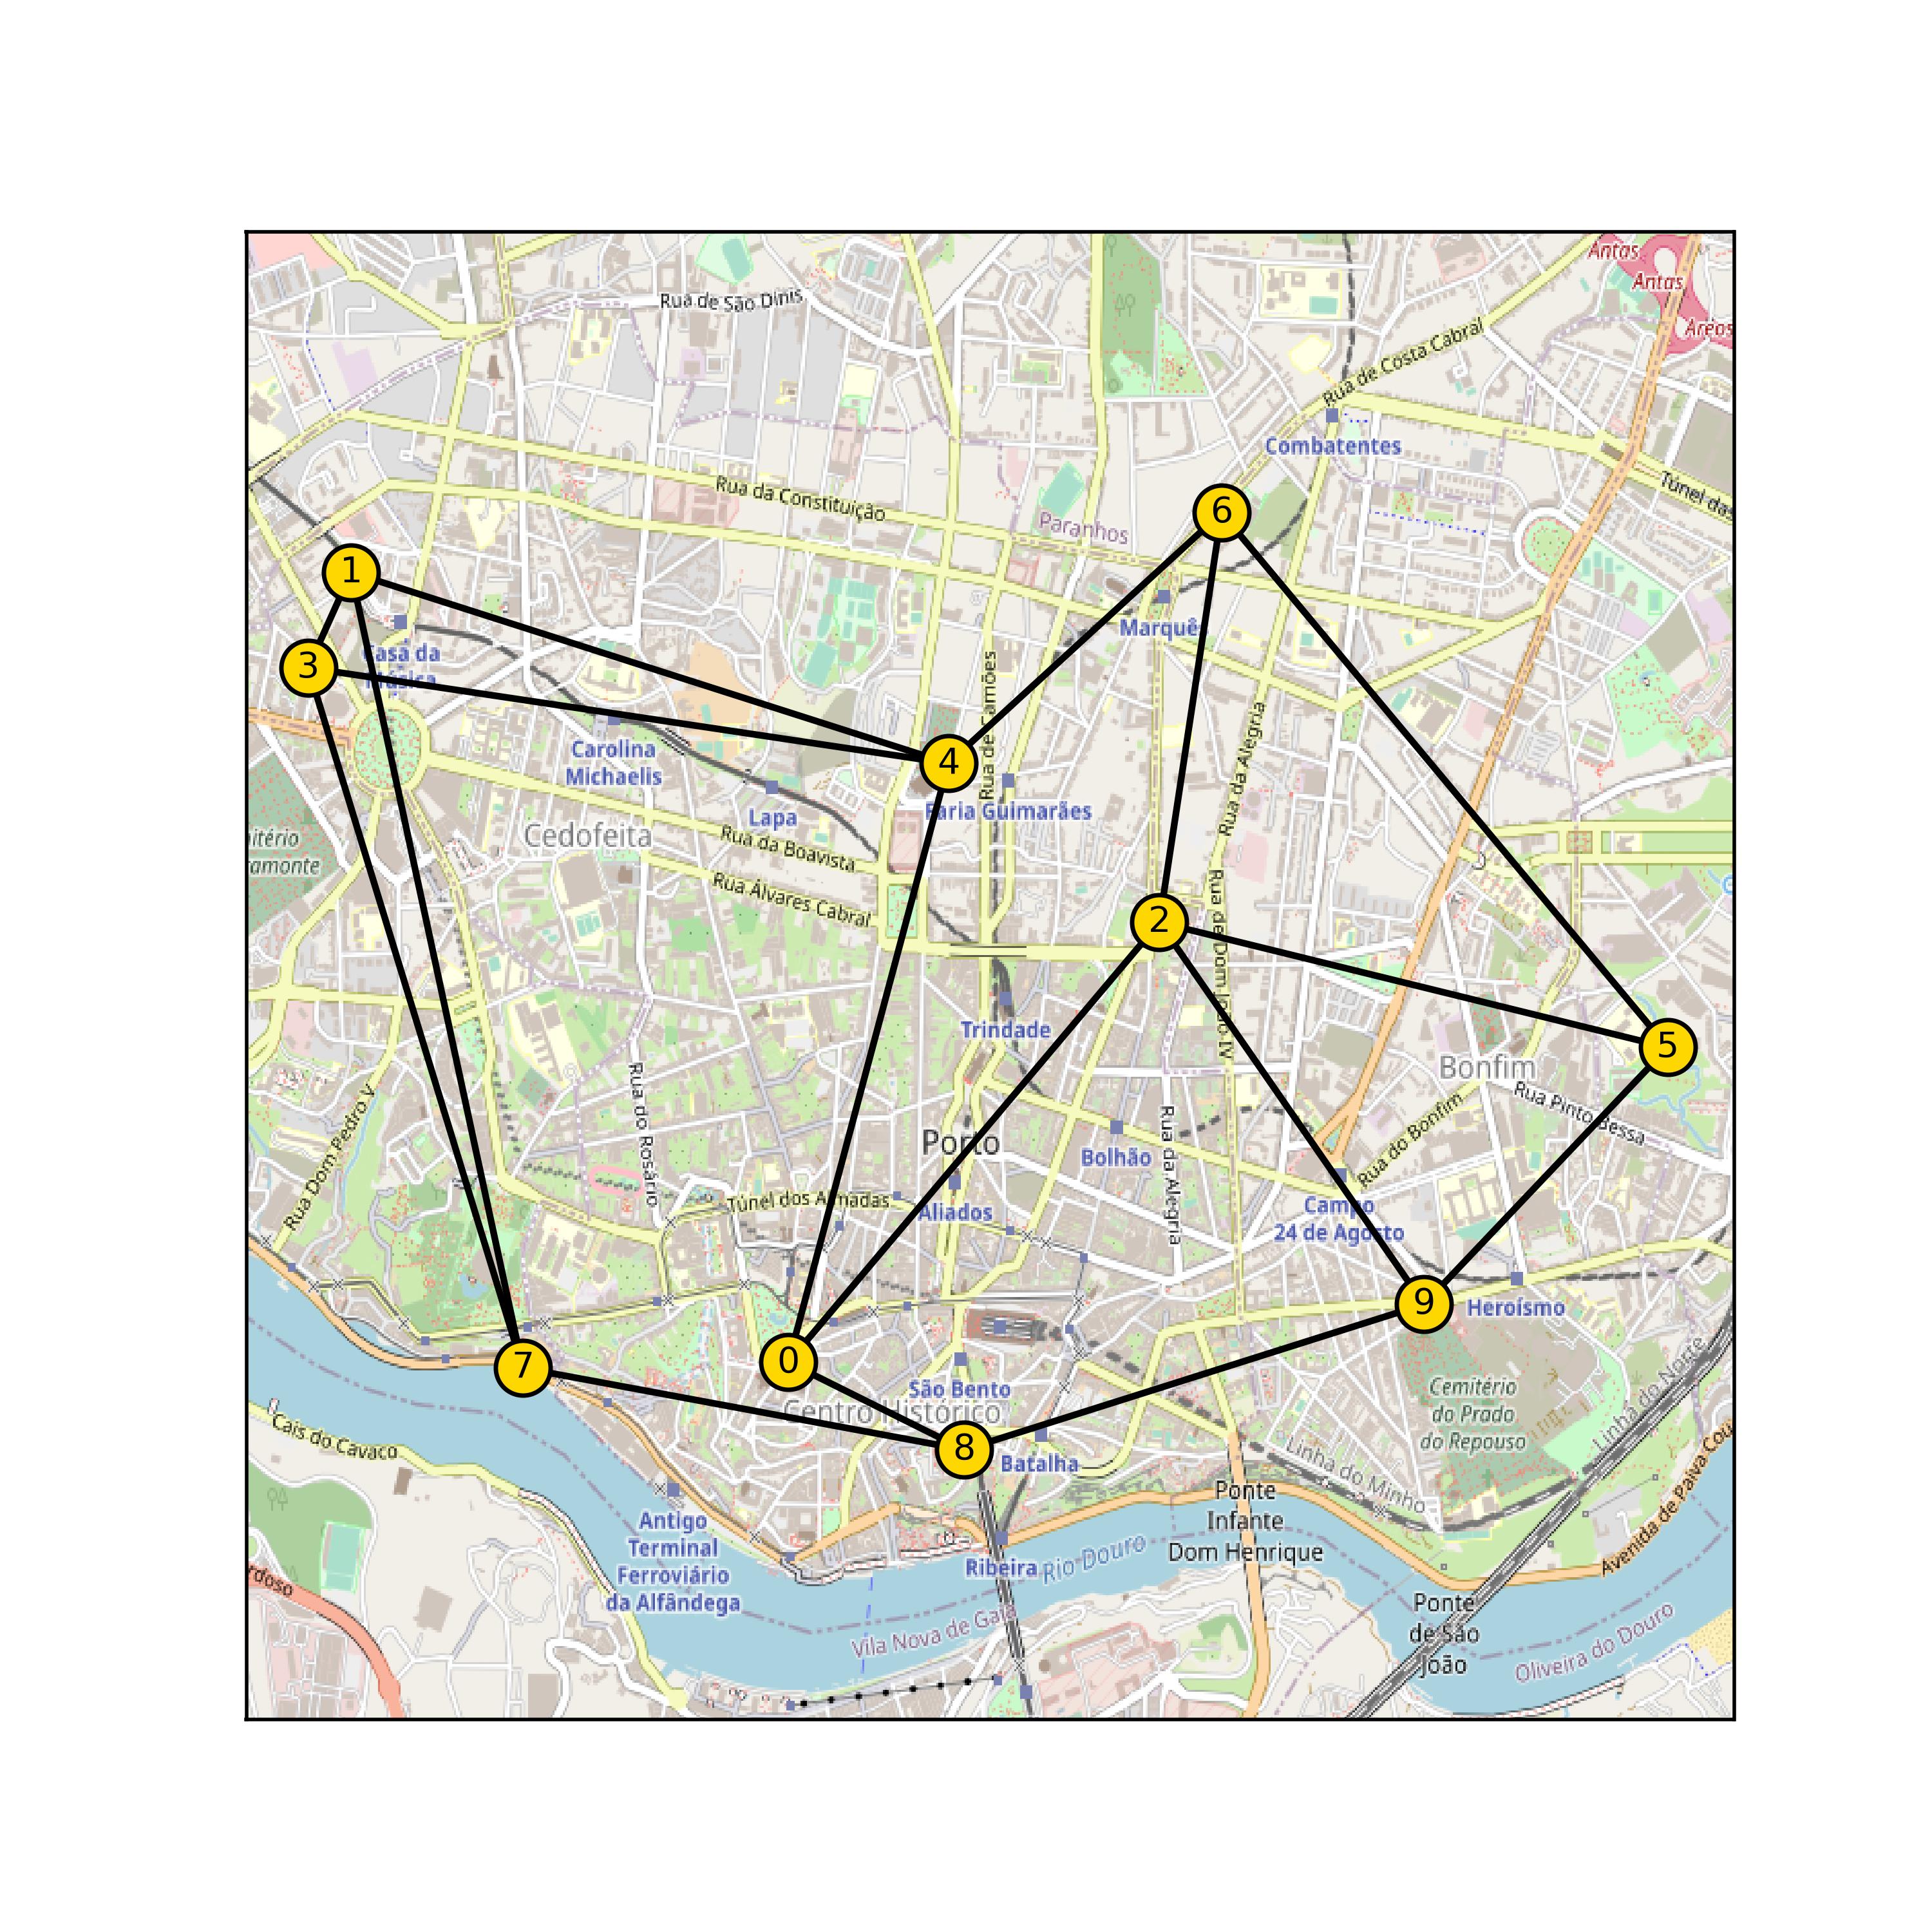 Antas
Antas
Rua de São Dinis
Areos
Rua de Costa Cabral
Combatentes
Rua da Constituição
Túnel das
Paranhos
6
1
Marquês
3
Casa da
Música
Rua de Camões
Carolina
Michaelis
4
Rua da Alegria
Lapa
Faria Guimarães
Cedofeita
Rua da Boavista
Rua Álvares Cabral
Rua de Dom João IV
2
Trindade
5
Bonfim
Rua Dom Pedro V
Rua do Rosário
Rua Pinto Bessa
Rua do Bonfim
Porto
Bolhão
Rua da Alegria
Túnel dos Almadas
Aliados
Campo
24 de Agosto
9
Heroísmo
7
0
São Bento
Centro Histórico
Cemitério
do Prado
do Repouso
Linha do Norte
Cais do Cavaco
8
Batalha
Linha do Minho
Avenida de Paiva Cou
Ponte
Infante
Dom Henrique
Antigo
Terminal
Ferroviário
da Alfândega
Ribeira
Rio Douro
rdoso
Vila Nova de Gaia
Ponte
de São
João
Oliveira do Douro
nitério
amonte